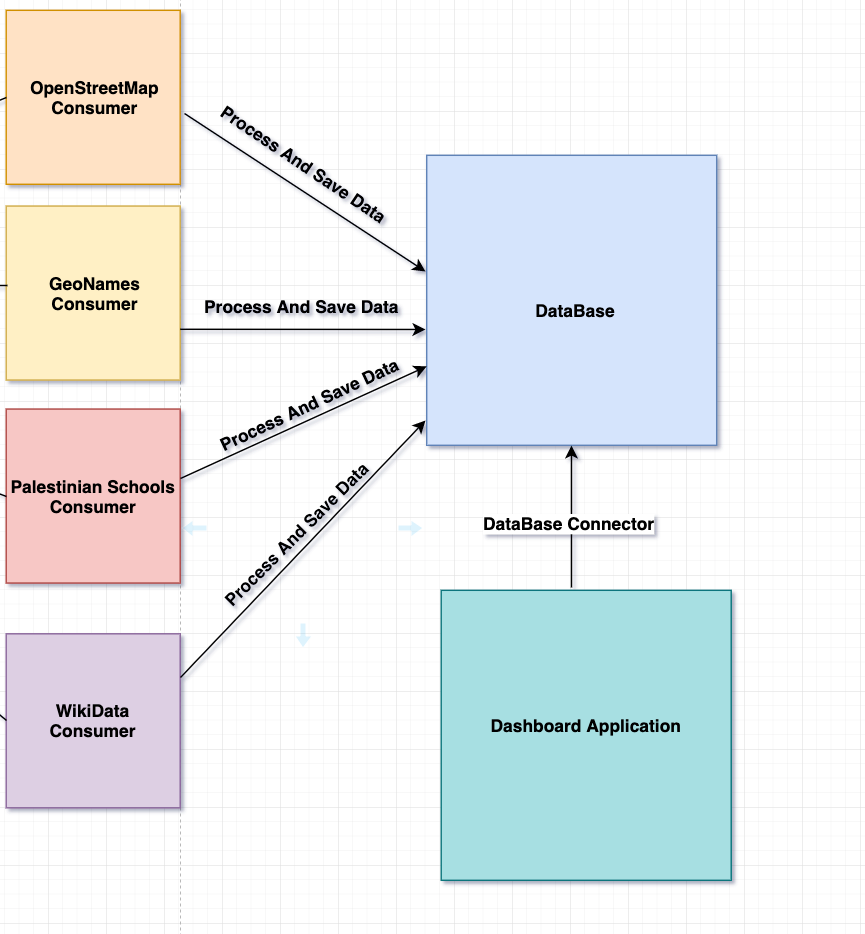 OpenStreetMap
Consumer
Process And Save Data
GeoNames
Consumer
Process And Save Data
DataBase
Palestinian Schools
Consumer
Process And Save Data
WikiData
Consumer
Process And Save Data
DataBase Connector
Dashboard Application